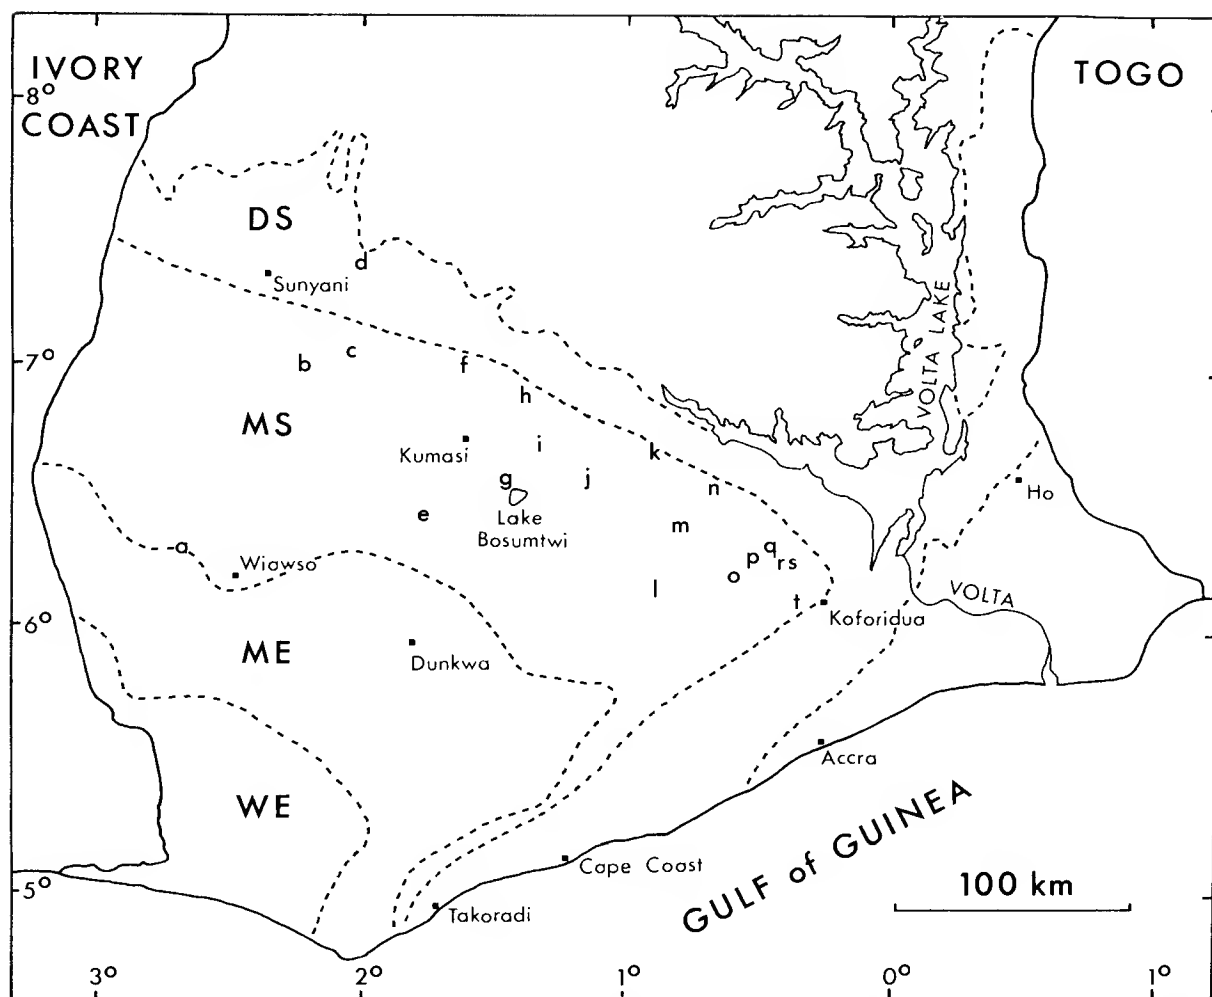 IVORY
COAST
TOGO
8°
DS
d
Sunyani
7°
b
c
f
h
VOLTA LAKE
MS
Kumasi
i
k
g
j
n
Ho
Lake
Bosumtwi
e
m
a
Wiawso
q
p
rs
o
l
t
VOLTA
6°
Koforidua
ME
Dunkwa
Accra
WE
GULF of GUINEA
Cape Coast
100 km
5°
Takoradi
3°
2°
1°
0°
1°